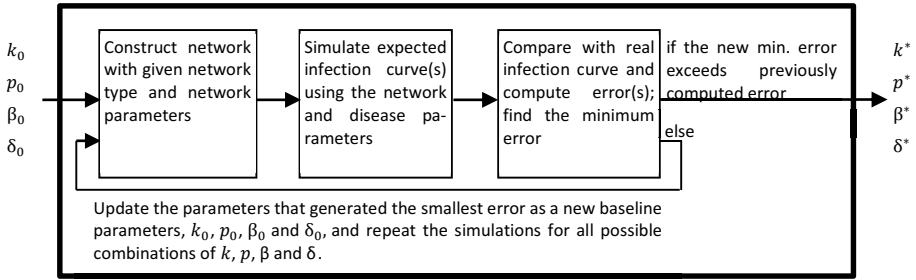 k₀
p₀
β₀
δ₀
Construct network
with given network
type and network
parameters
Simulate expected
infection curve(s)
using the network
and disease pa-
rameters
Compare with real
infection curve and
compute error(s);
find the minimum
error
if the new min. error
exceeds previously
computed error
else
k*
p*
β*
δ*
Update the parameters that generated the smallest error as a new baseline
parameters, k₀, p₀, β₀ and δ₀, and repeat the simulations for all possible
combinations of k, p, β and δ.